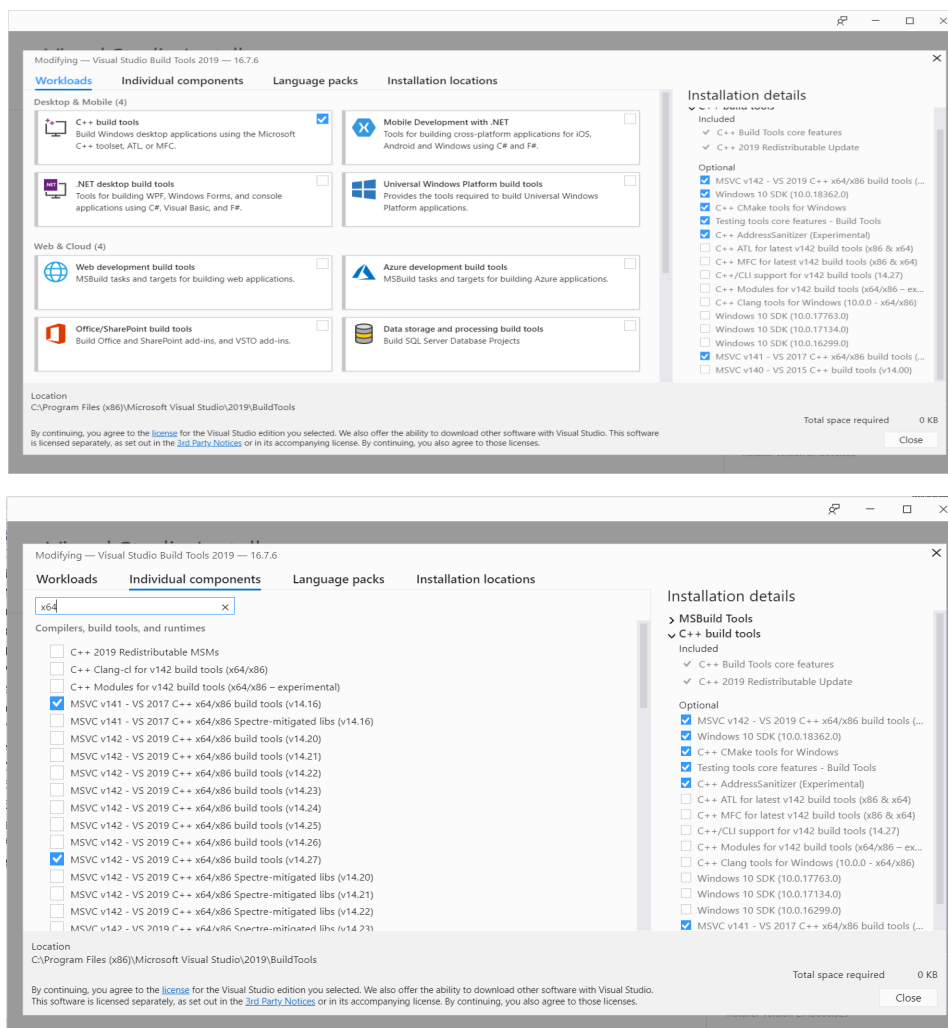 Modifying — Visual Studio Build Tools 2019 — 16.7.6
Workloads Individual components Language packs Installation locations
Desktop & Mobile (4)
C++ build tools
Build Windows desktop applications using the Microsoft
C++ toolset, ATL, or MFC.
Mobile Development with .NET
Tools for building cross-platform applications for iOS,
Android and Windows using C# and F#.
.NET desktop build tools
Tools for building WPF, Windows Forms, and console
applications using C#, Visual Basic, and F#.
Universal Windows Platform build tools
Provides the tools required to build Universal Windows
Platform applications.
Web & Cloud (4)
Web development build tools
MSBuild tasks and targets for building web applications.
Azure development build tools
MSBuild tasks and targets for building Azure applications.
Office/SharePoint build tools
Build Office and SharePoint add-ins, and VSTO add-ins.
Data storage and processing build tools
Build SQL Server Database Projects
Installation details
C++ build tools
Included
C++ Build Tools core features
C++ 2019 Redistributable Update
Optional
MSVC v142 - VS 2019 C++ x64/x86 build tools (...
Windows 10 SDK (10.0.18362.0)
C++ CMake tools for Windows
Testing tools core features - Build Tools
C++ AddressSanitizer (Experimental)
C++ ATL for latest v142 build tools (x86 & x64)
C++ MFC for latest v142 build tools (x86 & x64)
C++/CLI support for v142 build tools (14.27)
C++ Modules for v142 build tools (x64/x86 – ex...
C++ Clang tools for Windows (10.0.0 - x64/x86)
Windows 10 SDK (10.0.17763.0)
Windows 10 SDK (10.0.17134.0)
Windows 10 SDK (10.0.16299.0)
MSVC v141 - VS 2017 C++ x64/x86 build tools (...
MSVC v140 - VS 2015 C++ build tools (v14.00)
Location
C:\Program Files (x86)\Microsoft Visual Studio\2019\BuildTools
Total space required 0 KB
By continuing, you agree to the license for the Visual Studio edition you selected. We also offer the ability to download other software with Visual Studio. This software
is licensed separately, as set out in the 3rd Party Notices or in its accompanying license. By continuing, you also agree to those licenses.
Close
Modifying — Visual Studio Build Tools 2019 — 16.7.6
Workloads Individual components Language packs Installation locations
x64
Compilers, build tools, and runtimes
C++ 2019 Redistributable MSMs
C++ Clang-cl for v142 build tools (x64/x86)
C++ Modules for v142 build tools (x64/x86 – experimental)
MSVC v141 - VS 2017 C++ x64/x86 build tools (v14.16)
MSVC v141 - VS 2017 C++ x64/x86 Spectre-mitigated libs (v14.16)
MSVC v142 - VS 2019 C++ x64/x86 build tools (v14.20)
MSVC v142 - VS 2019 C++ x64/x86 build tools (v14.21)
MSVC v142 - VS 2019 C++ x64/x86 build tools (v14.22)
MSVC v142 - VS 2019 C++ x64/x86 build tools (v14.23)
MSVC v142 - VS 2019 C++ x64/x86 build tools (v14.24)
MSVC v142 - VS 2019 C++ x64/x86 build tools (v14.25)
MSVC v142 - VS 2019 C++ x64/x86 build tools (v14.26)
MSVC v142 - VS 2019 C++ x64/x86 build tools (v14.27)
MSVC v142 - VS 2019 C++ x64/x86 Spectre-mitigated libs (v14.20)
MSVC v142 - VS 2019 C++ x64/x86 Spectre-mitigated libs (v14.21)
MSVC v142 - VS 2019 C++ x64/x86 Spectre-mitigated libs (v14.22)
MSVC v142 - VS 2019 C++ x64/x86 Spectre-mitigated libs (v14.23)
Installation details
MSBuild Tools
C++ build tools
Included
C++ Build Tools core features
C++ 2019 Redistributable Update
Optional
MSVC v142 - VS 2019 C++ x64/x86 build tools (...
Windows 10 SDK (10.0.18362.0)
C++ CMake tools for Windows
Testing tools core features - Build Tools
C++ AddressSanitizer (Experimental)
C++ ATL for latest v142 build tools (x86 & x64)
C++ MFC for latest v142 build tools (x86 & x64)
C++/CLI support for v142 build tools (14.27)
C++ Modules for v142 build tools (x64/x86 – ex...
C++ Clang tools for Windows (10.0.0 - x64/x86)
Windows 10 SDK (10.0.17763.0)
Windows 10 SDK (10.0.17134.0)
Windows 10 SDK (10.0.16299.0)
MSVC v141 - VS 2017 C++ x64/x86 build tools (...
Location
C:\Program Files (x86)\Microsoft Visual Studio\2019\BuildTools
Total space required 0 KB
By continuing, you agree to the license for the Visual Studio edition you selected. We also offer the ability to download other software with Visual Studio.
This software is licensed separately, as set out in the 3rd Party Notices or in its accompanying license. By continuing, you also agree to those licenses.
Close